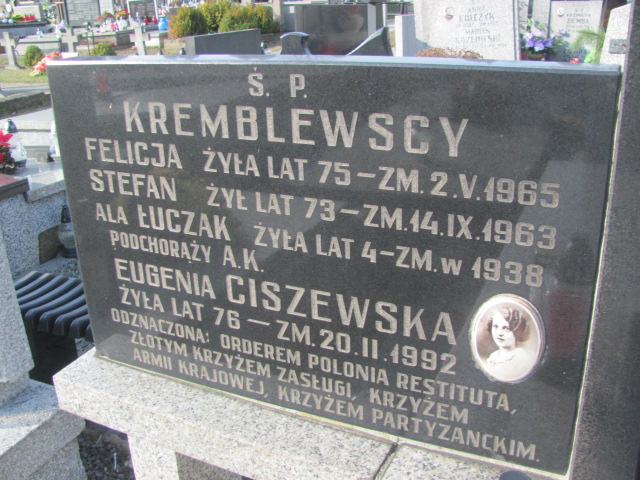 Ś. P.
KREMBLEWSCY
FELICJA ŻYŁA LAT 75 – ZM. 2.V.1965
STEFAN ŻYŁ LAT 73 – ZM. 14.IX.1963
ALA ŁUCZAK ŻYŁA LAT 4 – ZM. W 1938
PODCHORĄŻY A.K.
EUGENIA CISZEWSKA
ŻYŁA LAT 76 – ZM. 20.II.1992
ODZNACZONA: ORDEREM POLONIA RESTITUTA,
ZŁOTYM KRZYŻEM ZASŁUGI, KRZYŻEM
ARMII KRAJOWEJ, KRZYŻEM PARTYZANCKIM.